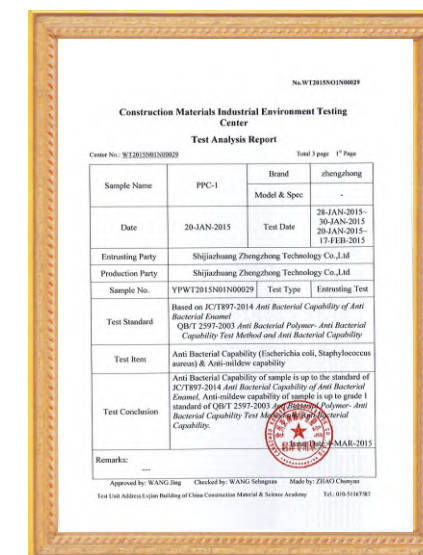 No.WT2015NO1N00029
Construction Materials Industrial Environment Testing
Center
Test Analysis Report
Center No.: WT2015N01N00029 Total 3 page 1st Page
Sample Name PPC-1 Brand zhengzhong
Model & Spec -
Date 20-JAN-2015 Test Date 28-JAN-2015~
30-JAN-2015
20-JAN-2015~
17-FEB-2015
Entrusting Party Shijiazhuang Zhengzhong Technology Co.,Ltd
Production Party Shijiazhuang Zhengzhong Technology Co.,Ltd
Sample No. YPWT2015N01N00029 Test Type Entrusting Test
Test Standard Based on JC/T897-2014 Anti Bacterial Capability of Anti
Bacterial Enamel
QB/T 2597-2003 Anti Bacterial Polymer- Anti Bacterial
Capability Test Method and Anti Bacterial Capability
Test Item Anti Bacterial Capability (Escherichia coli, Staphylococcus
aureus) & Anti-mildew capability
Test Conclusion Anti Bacterial Capability of sample is up to the standard of
JC/T897-2014 Anti Bacterial Capability of Anti Bacterial
Enamel, Anti-mildew capability of sample is up to grade 1
standard of QB/T 2597-2003 Anti Bacterial Polymer- Anti
Bacterial Capability Test Method and Anti Bacterial
Capability.
Issue Date:4-MAR-2015
Remarks:
---
Approved by: WANG Jing Checked by: WANG Made by: ZHAO Chunyan
Test Unit Address:Lvjian Building of China Construction Material & Science Academy Tel.: 010-51167381